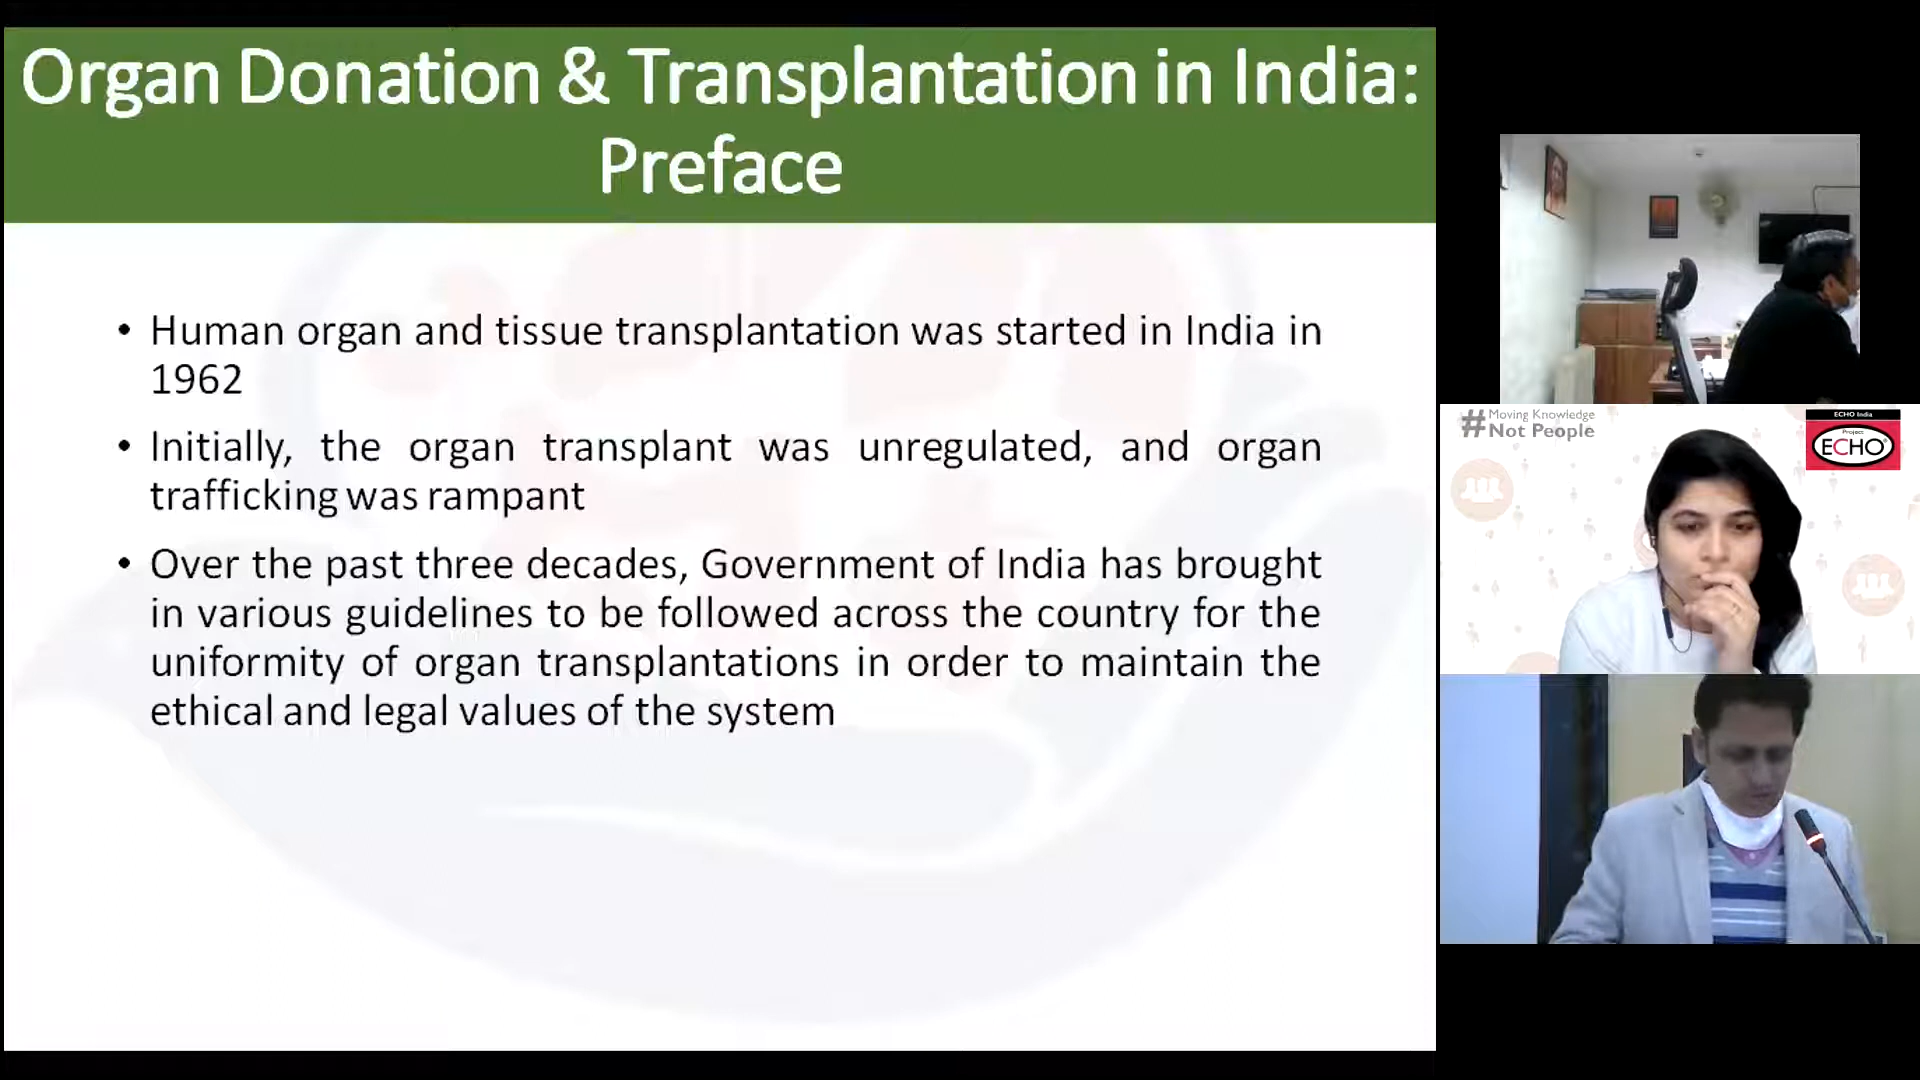 Organ Donation & Transplantation in India:
Preface
• Human organ and tissue transplantation was started in India in
1962
• Initially, the organ transplant was unregulated, and organ
trafficking was rampant
• Over the past three decades, Government of India has brought
in various guidelines to be followed across the country for the
uniformity of organ transplantations in order to maintain the
ethical and legal values of the system
# Moving Knowledge
Not People
ECHO India
Project
ECHO®